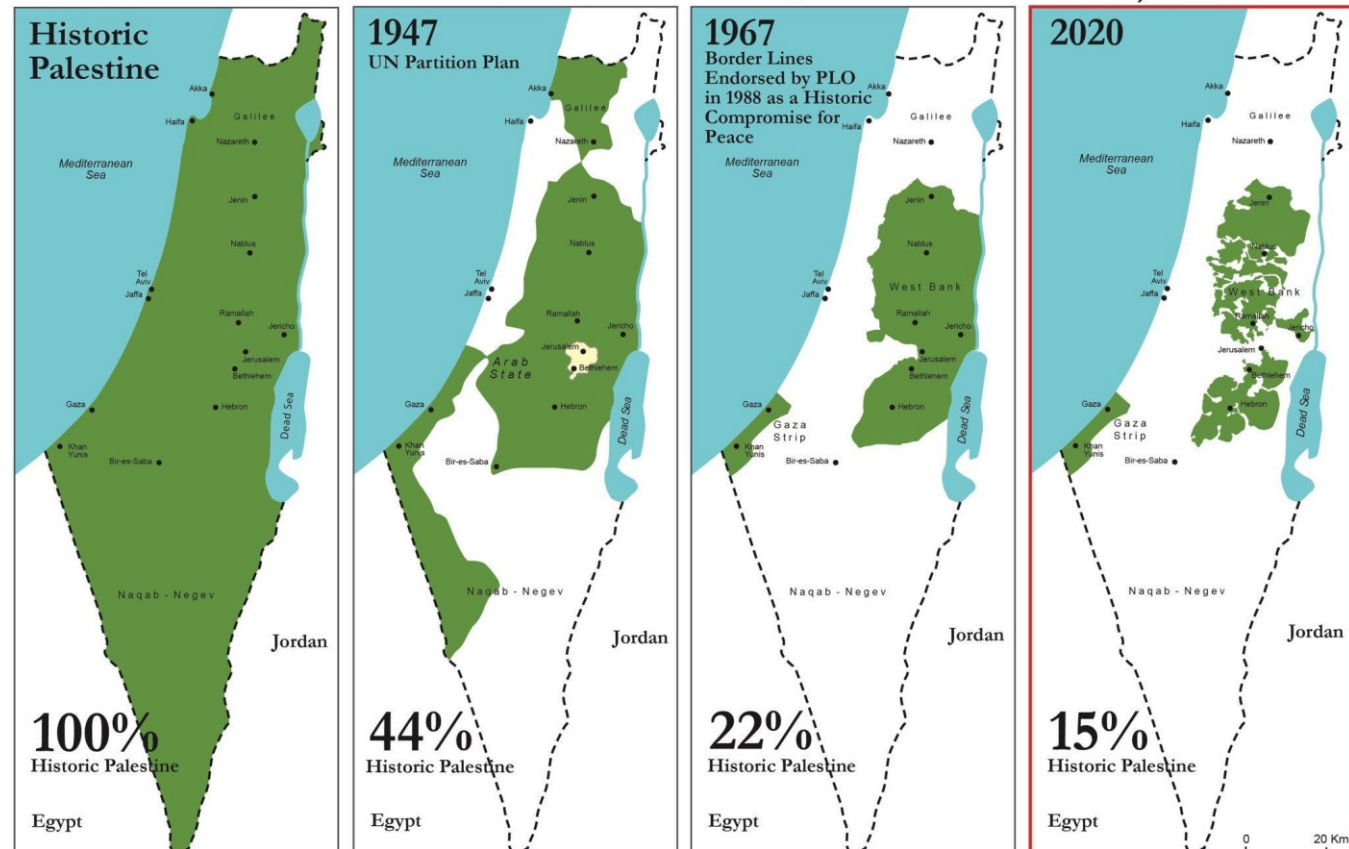 Historic
Palestine
Akka
Galilee
Haifa
Nazareth
Mediterranean
Sea
Jenin
Nablus
Tel
Aviv
Jaffa
Ramallah
Jericho
Jerusalem
Bethlehem
Gaza
Hebron
Dead Sea
Khan
Yunis
Bir-es-Saba
Naqab - Negev
Jordan
100%
Historic Palestine
Egypt
1947
UN Partition Plan
Akka
Galilee
Haifa
Nazareth
Mediterranean
Sea
Jenin
Nablus
Tel
Aviv
Jaffa
Ramallah
Jericho
Jerusalem
Arab
State
Bethlehem
Gaza
Hebron
Dead Sea
Khan
Yunis
Bir-es-Saba
Naqab - Negev
Jordan
44%
Historic Palestine
Egypt
1967
Border Lines
Endorsed by PLO
in 1988 as a Historic
Compromise for
Peace
Akka
Galilee
Haifa
Nazareth
Mediterranean
Sea
Jenin
Nablus
West Bank
Tel
Aviv
Jaffa
Ramallah
Jericho
Jerusalem
Bethlehem
Gaza
Gaza
Strip
Hebron
Dead Sea
Khan
Yunis
Bir-es-Saba
Naqab - Negev
Jordan
22%
Historic Palestine
Egypt
2020
Akka
Galilee
Haifa
Nazareth
Mediterranean
Sea
Jenin
Nablus
West Bank
Tel
Aviv
Jaffa
Ramallah
Jericho
Jerusalem
Bethlehem
Gaza
Gaza
Strip
Hebron
Dead Sea
Khan
Yunis
Bir-es-Saba
Naqab - Negev
Jordan
15%
Historic Palestine
Egypt
0 20 Km